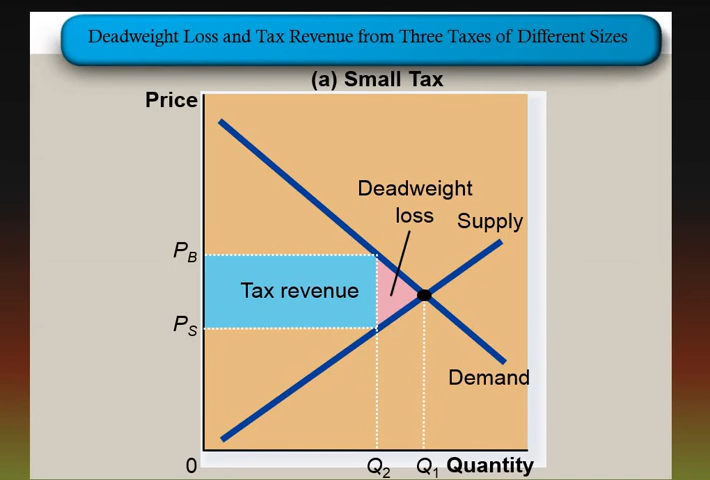 Deadweight Loss and Tax Revenue from Three Taxes of Different Sizes
(a) Small Tax
Price
Deadweight
loss
Supply
PB
Tax revenue
PS
Demand
0
Q2
Q1
Quantity